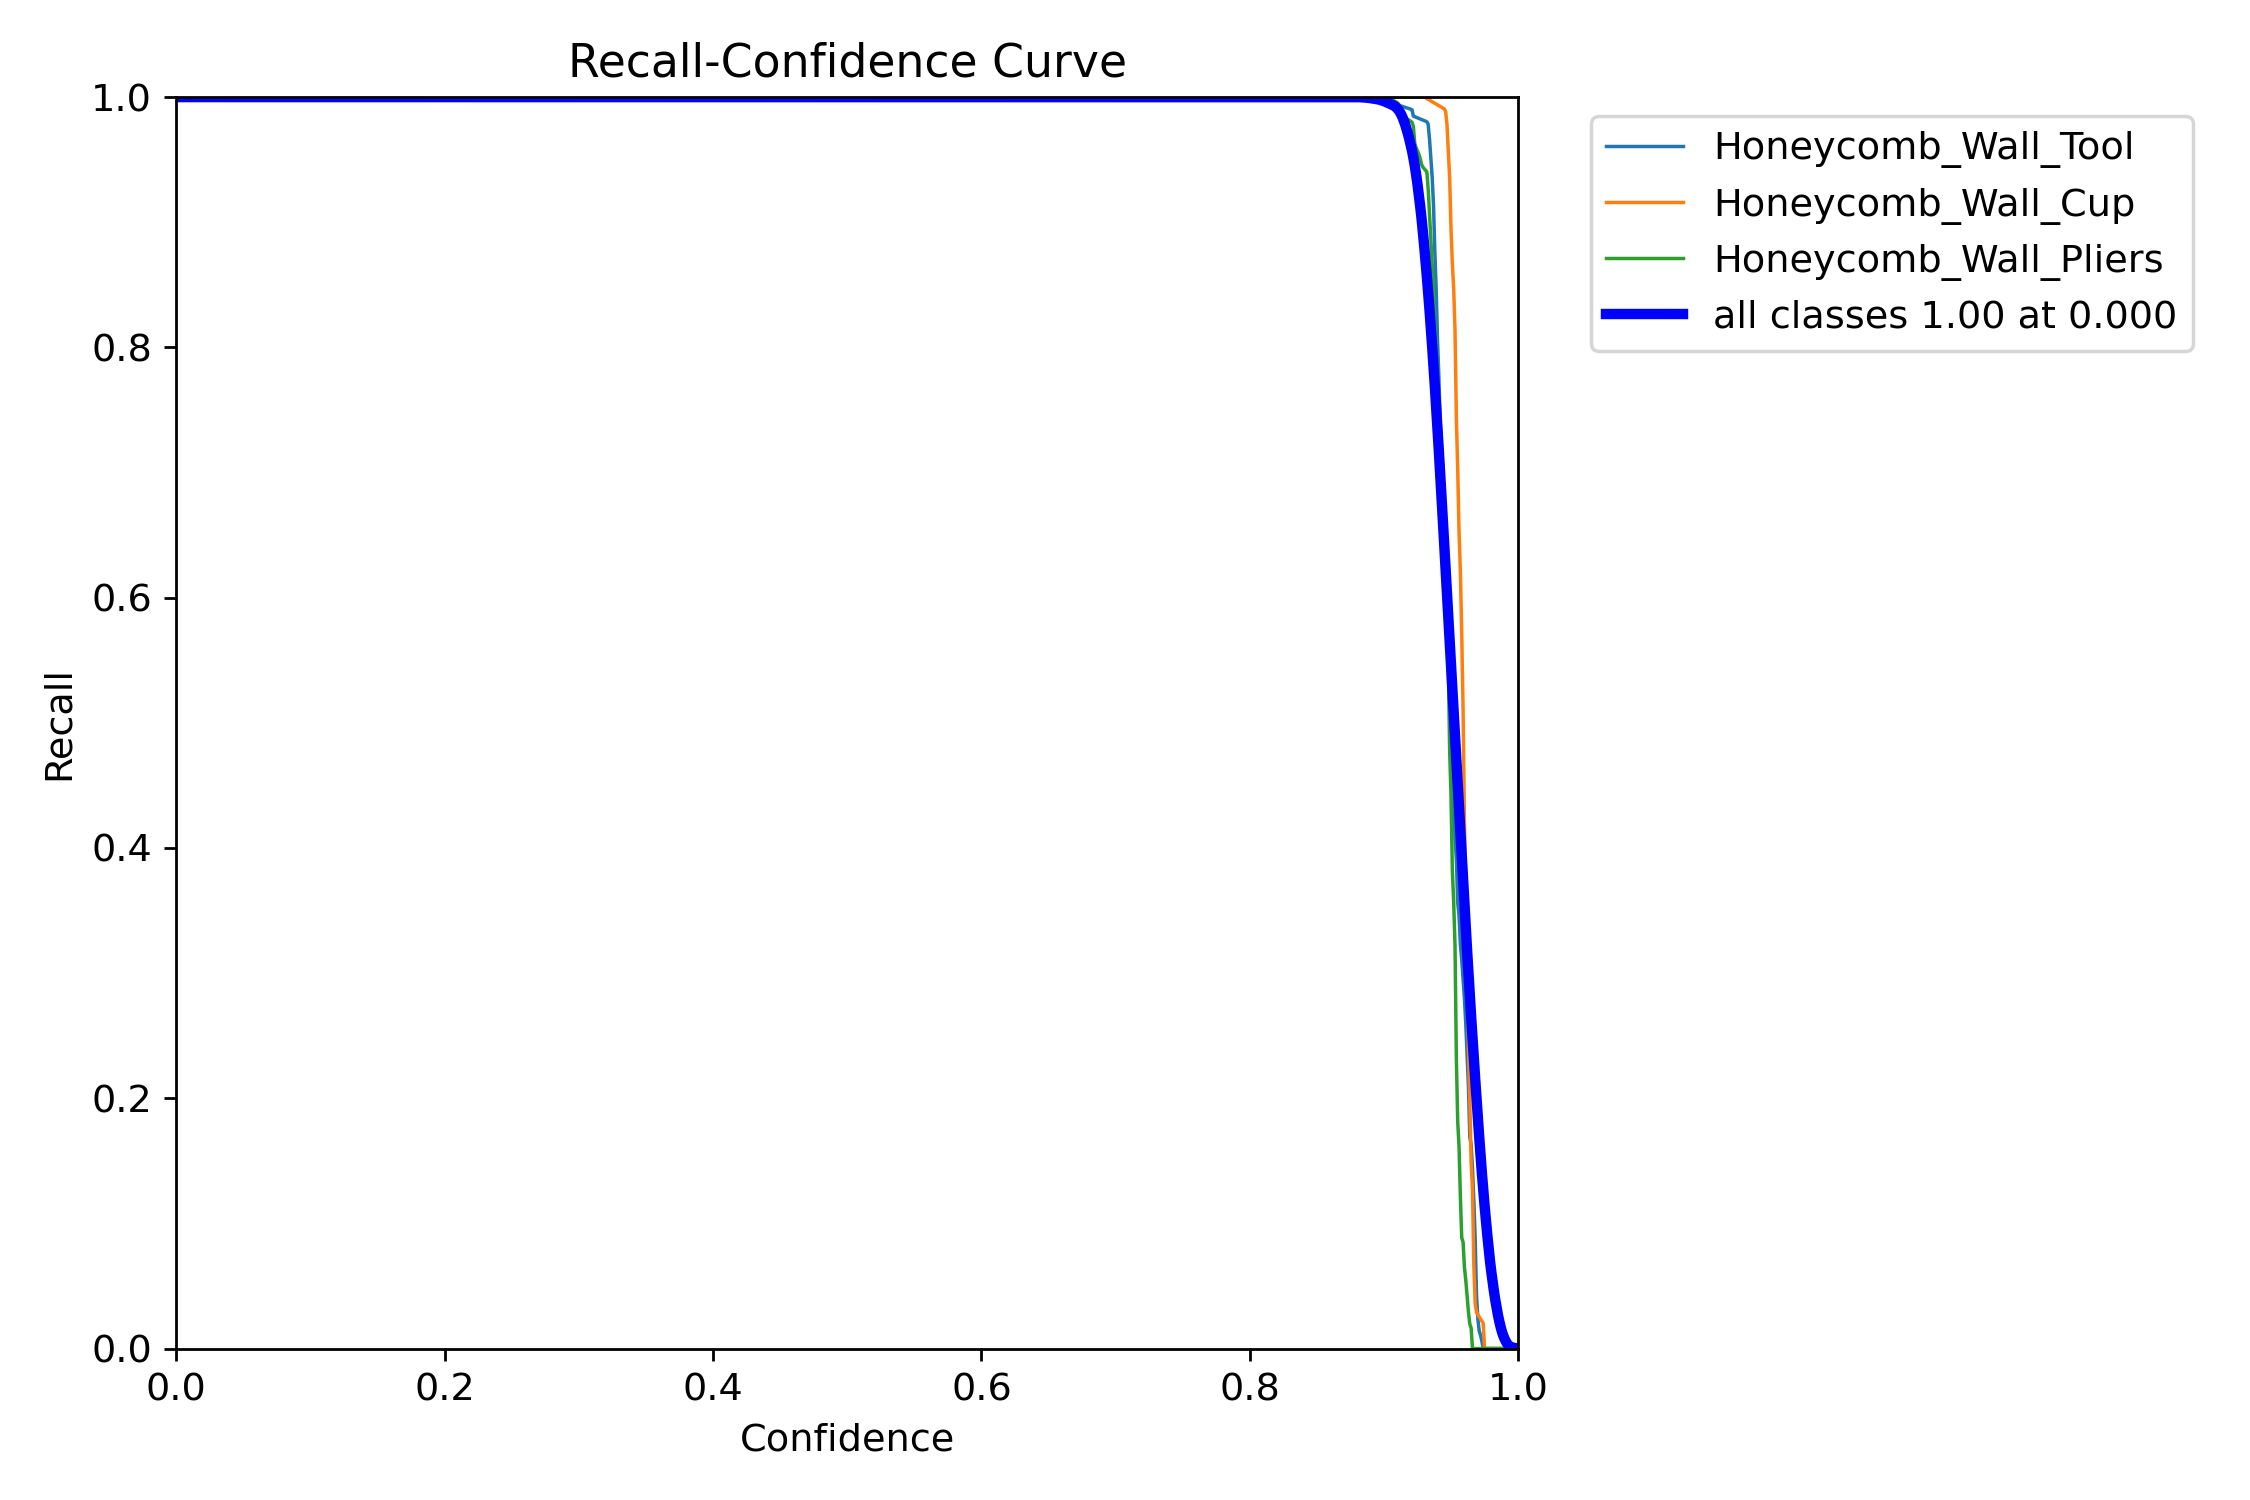 Recall-Confidence Curve
1.0
0.8
0.6
0.4
0.2
0.0
Recall
0.0 0.2 0.4 0.6 0.8 1.0
Confidence
Honeycomb_Wall_Tool
Honeycomb_Wall_Cup
Honeycomb_Wall_Pliers
all classes 1.00 at 0.000